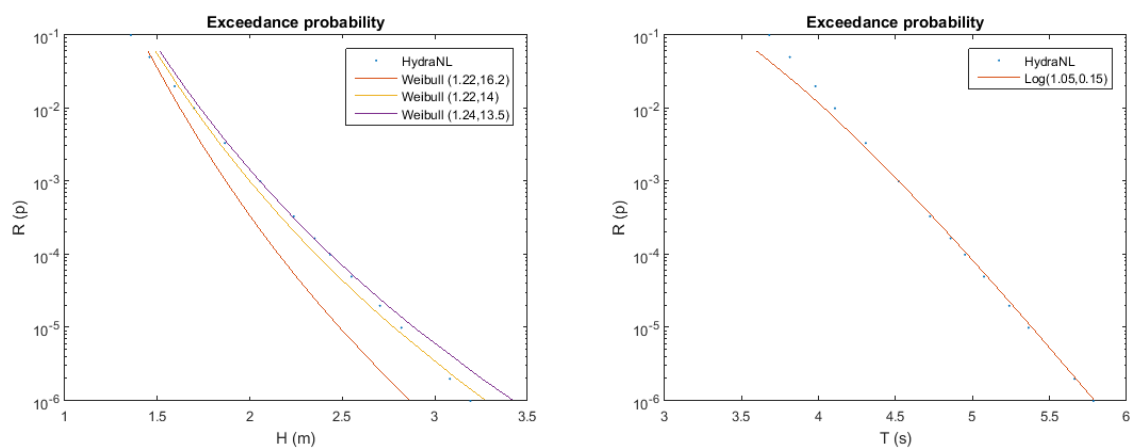 Exceedance probability
10-1
10-2
10-3
10-4
10-5
10-6
R (p)
1
1.5
2
2.5
3
3.5
H (m)
HydraNL
Weibull (1.22,16.2)
Weibull (1.22,14)
Weibull (1.24,13.5)
Exceedance probability
10-1
10-2
10-3
10-4
10-5
10-6
R (p)
3
3.5
4
4.5
5
5.5
6
T (s)
HydraNL
Log(1.05,0.15)